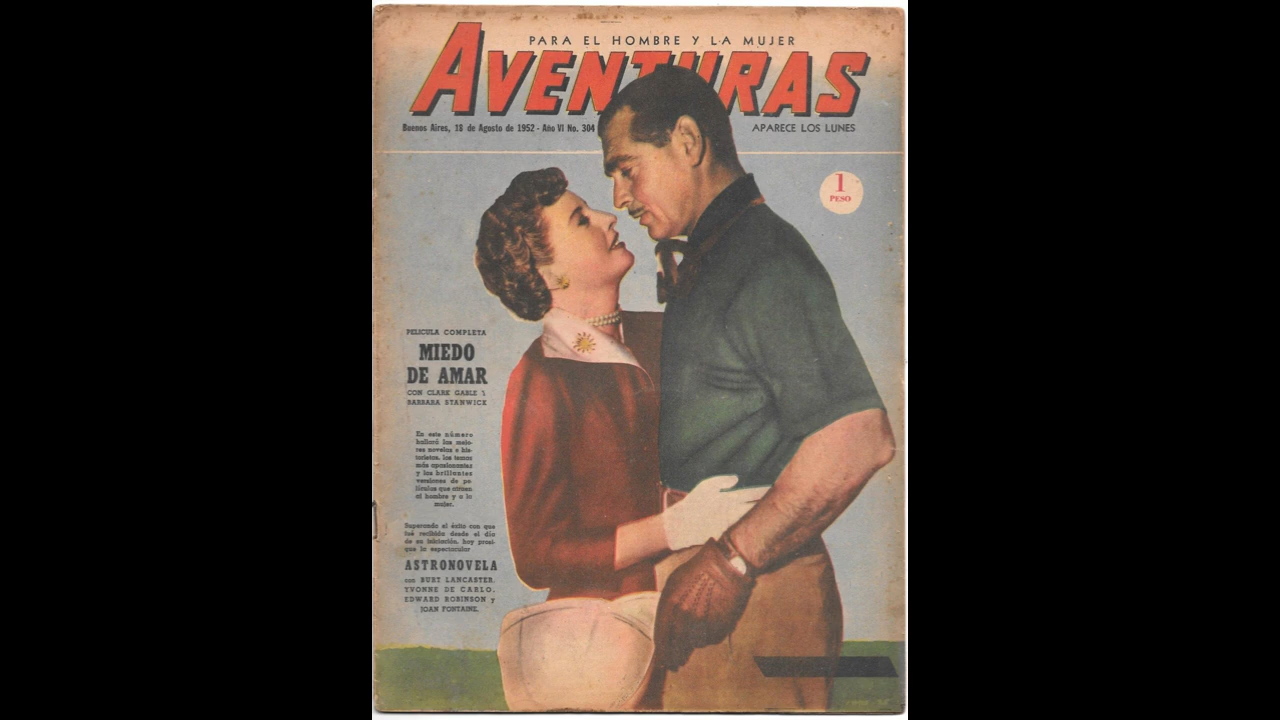 PARA EL HOMBRE Y LA MUJER
AVENTURAS
Buenos Aires, 18 de Agosto de 1952 - Año VI No. 304
APARECE LOS LUNES
1
PESO
PELICULA COMPLETA
MIEDO
DE AMAR
CON CLARK GABLE Y
BARBARA STANWICK
En este número
hallará las mejo-
res novelas e his-
torietas, los temas
más apasionantes
y las brillantes
versiones de pe-
lículas que atraen
al hombre y a la
mujer.
Superando el éxito con que
fué recibida desde el día
de su iniciación, hoy prosi-
gue la espectacular
ASTRONOVELA
con BURT LANCASTER,
YVONNE DE CARLO,
EDWARD ROBINSON y
JOAN FONTAINE.